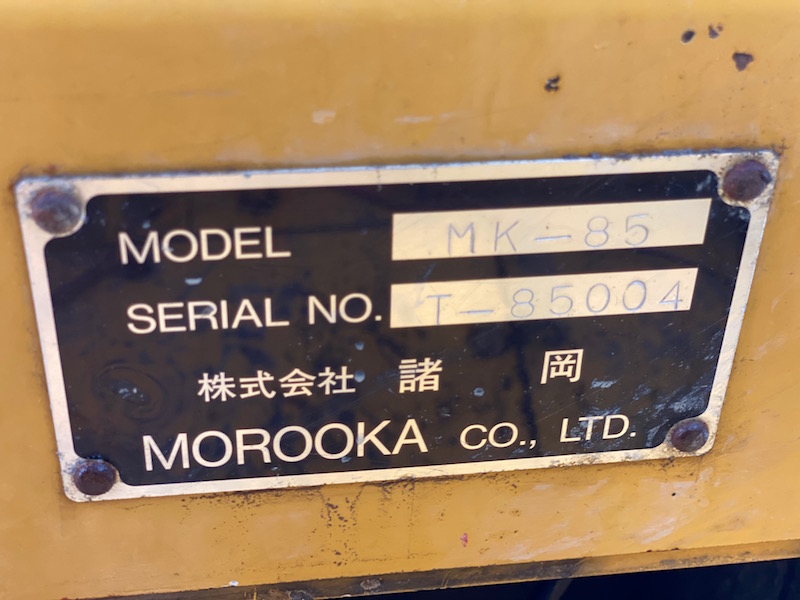 MODEL MK-85
SERIAL NO. T-85004
株式会社 諸 岡
MOROOKA CO., LTD.